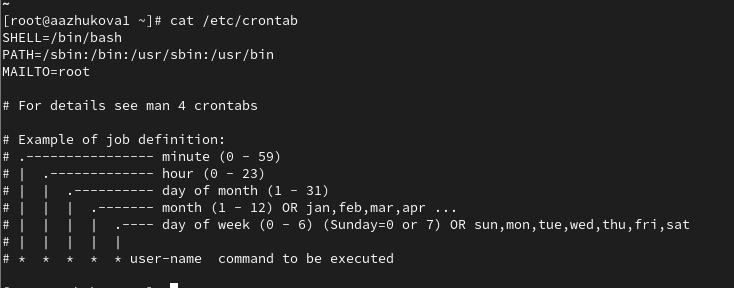 ~
[root@aazhukova1 ~]# cat /etc/crontab
SHELL=/bin/bash
PATH=/sbin:/bin:/usr/sbin:/usr/bin
MAILTO=root

# For details see man 4 crontabs

# Example of job definition:
# .---------------- minute (0 - 59)
# |  .------------- hour (0 - 23)
# |  |  .---------- day of month (1 - 31)
# |  |  |  .------- month (1 - 12) OR jan,feb,mar,apr ...
# |  |  |  |  .---- day of week (0 - 6) (Sunday=0 or 7) OR sun,mon,tue,wed,thu,fri,sat
# |  |  |  |  |
# *  *  *  *  * user-name  command to be executed